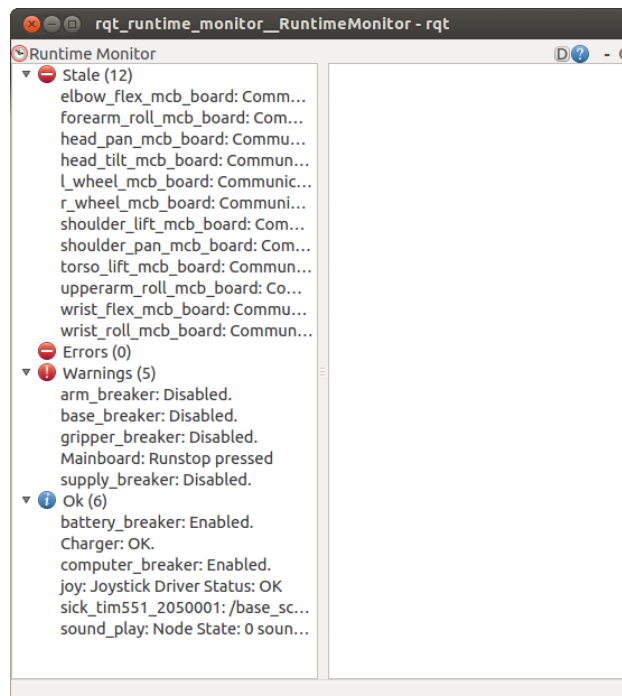 rqt_runtime_monitor__RuntimeMonitor - rqt
Runtime Monitor
D? -
Stale (12)
elbow_flex_mcb_board: Comm...
forearm_roll_mcb_board: Com...
head_pan_mcb_board: Commu...
head_tilt_mcb_board: Commun...
l_wheel_mcb_board: Communic...
r_wheel_mcb_board: Communi...
shoulder_lift_mcb_board: Com...
shoulder_pan_mcb_board: Com...
torso_lift_mcb_board: Commun...
upperarm_roll_mcb_board: Co...
wrist_flex_mcb_board: Commu...
wrist_roll_mcb_board: Commun...
Errors (0)
Warnings (5)
arm_breaker: Disabled.
base_breaker: Disabled.
gripper_breaker: Disabled.
Mainboard: Runstop pressed
supply_breaker: Disabled.
Ok (6)
battery_breaker: Enabled.
Charger: OK.
computer_breaker: Enabled.
joy: Joystick Driver Status: OK
sick_tim551_2050001: /base_sc...
sound_play: Node State: 0 soun...